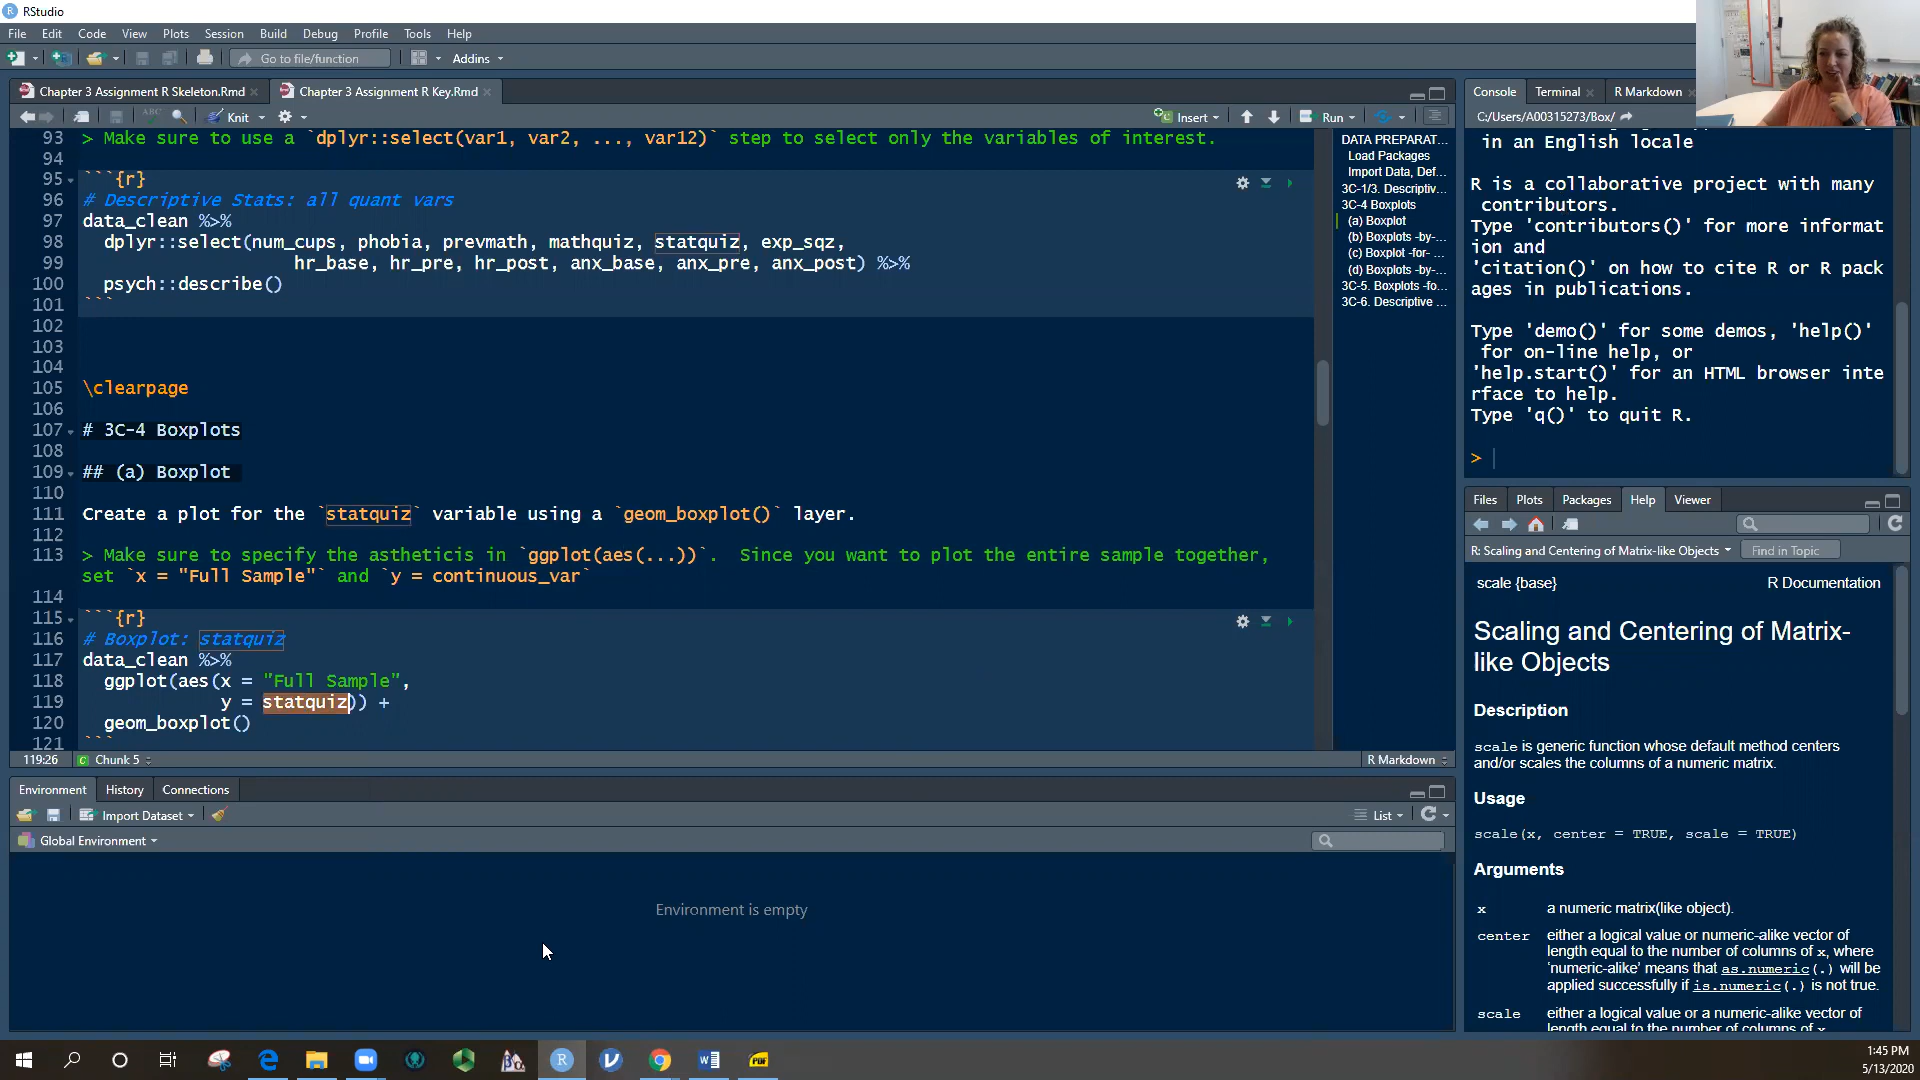 RStudio
File Edit Code View Plots Session Build Debug Profile Tools Help
Go to file/function Addins
Chapter 3 Assignment R Skeleton.Rmd Chapter 3 Assignment R Key.Rmd
Knit Insert Run
93 > Make sure to use a `dplyr::select(var1, var2, ..., var12)` step to select only the variables of interest.
94
95 ```{r}
96 # Descriptive Stats: all quant vars
97 data_clean %>%
98 dplyr::select(num_cups, phobia, prevmath, mathquiz, statquiz, exp_sqz,
99 hr_base, hr_pre, hr_post, anx_base, anx_pre, anx_post) %>%
100 psych::describe()
101 ```
102
103
104
105 \clearpage
106
107 # 3C-4 Boxplots
108
109 ## (a) Boxplot
110
111 Create a plot for the `statquiz` variable using a `geom_boxplot()` layer.
112
113 > Make sure to specify the astheticis in `ggplot(aes(...))`. Since you want to plot the entire sample together,
set `x = "Full Sample"` and `y = continuous_var`
114
115 ```{r}
116 # Boxplot: statquiz
117 data_clean %>%
118 ggplot(aes(x = "Full Sample",
119 y = statquiz)) +
120 geom_boxplot()
121 ```
119:26 Chunk 5 R Markdown
DATA PREPARAT...
Load Packages
Import Data, Def...
3C-1/3. Descriptiv...
3C-4 Boxplots
(a) Boxplot
(b) Boxplots -by-...
(c) Boxplot -for- ...
(d) Boxplots -by-...
3C-5. Boxplots -fo...
3C-6. Descriptive ...
Environment History Connections
Import Dataset List
Global Environment
Environment is empty
Console Terminal R Markdown
C:/Users/A00315273/Box/
in an English locale
R is a collaborative project with many
contributors.
Type 'contributors()' for more informat
ion and
'citation()' on how to cite R or R pack
ages in publications.
Type 'demo()' for some demos, 'help()'
for on-line help, or
'help.start()' for an HTML browser inte
rface to help.
Type 'q()' to quit R.
>
Files Plots Packages Help Viewer
R: Scaling and Centering of Matrix-like Objects Find in Topic
scale {base} R Documentation
Scaling and Centering of Matrix-
like Objects
Description
scale is generic function whose default method centers
and/or scales the columns of a numeric matrix.
Usage
scale(x, center = TRUE, scale = TRUE)
Arguments
x a numeric matrix(like object).
center either a logical value or numeric-alike vector of
length equal to the number of columns of x, where
‘numeric-alike’ means that as.numeric(.) will be
applied successfully if is.numeric(.) is not true.
scale either a logical value or a numeric-alike vector of
length equal to the number of columns of x
1:45 PM
5/13/2020